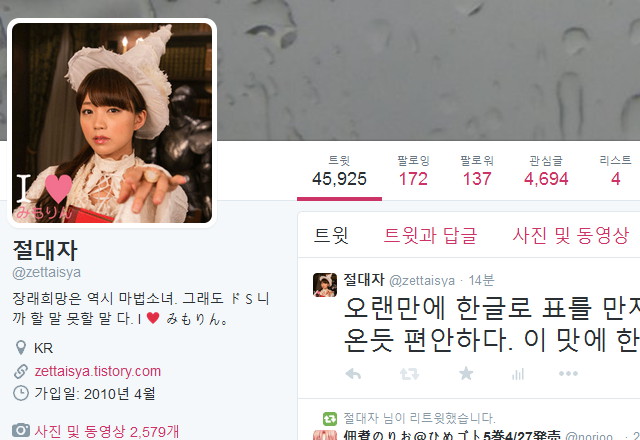 I ♥
みもりん
절대자
@zettaisya
장래희망은 역시 마법소녀. 그래도 ドS니
까 할 말 못할 말 다. I ♥ みもりん。
KR
zettaisya.tistory.com
가입일: 2010년 4월
사진 및 동영상 2,579개
트윗 팔로잉 팔로워 관심글 리스트
45,925 172 137 4,694 4
트윗 트윗과 답글 사진 및 동영상
절대자 @zettaisya · 14분
오랜만에 한글로 표를 만지
온듯 편안하다. 이 맛에 한
절대자 님이 리트윗했습니다.
佃煮のりお@ひめゴト5巻4/27発売